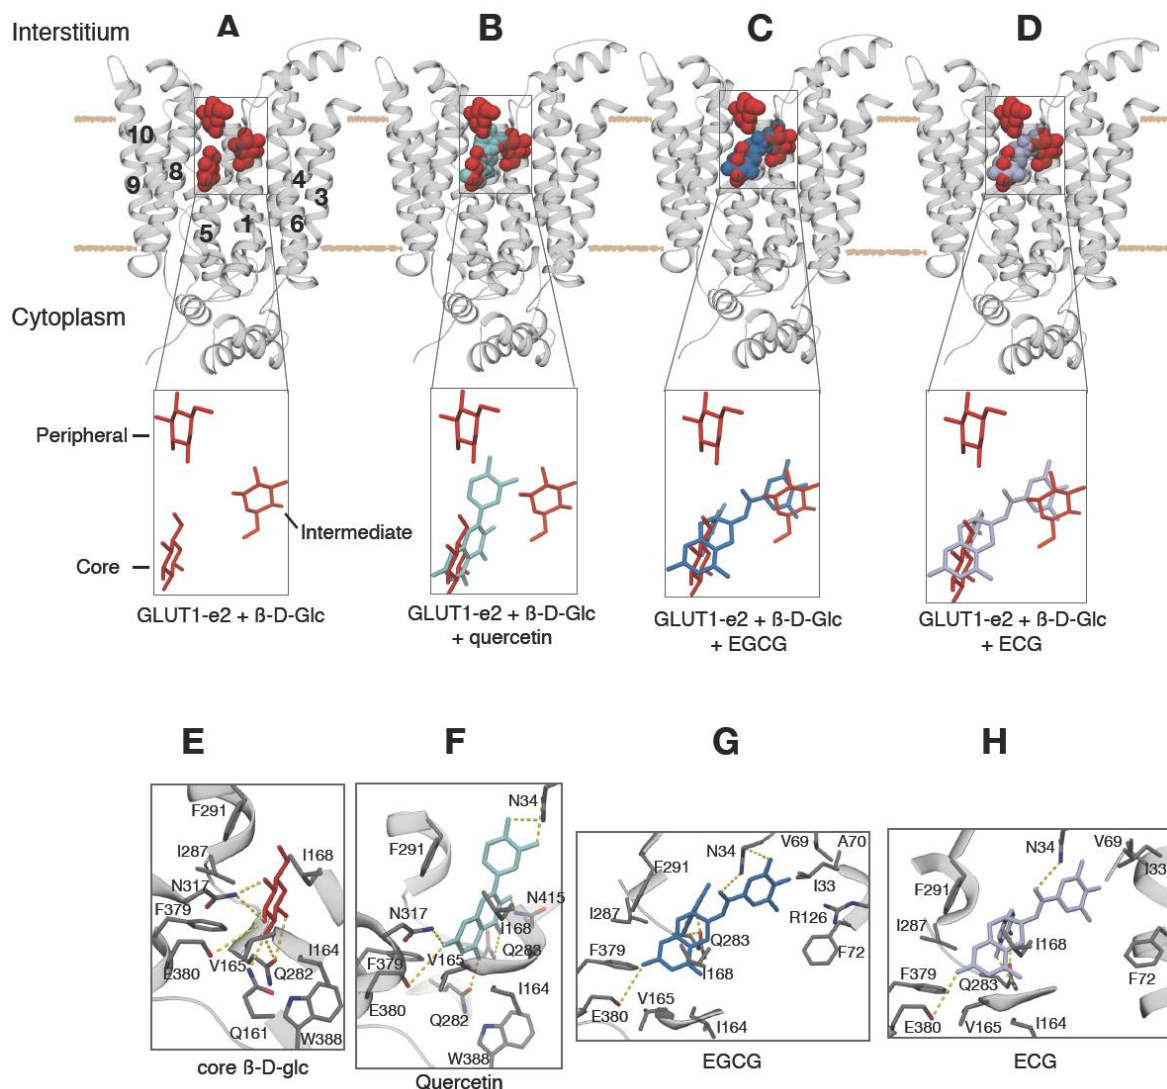 Interstitium
A
B
C
D
10
8
9
4
3
1
5
6
Cytoplasm
Peripheral
Intermediate
Core
GLUT1-e2 + ß-D-Glc
GLUT1-e2 + ß-D-Glc
+ quercetin
GLUT1-e2 + ß-D-Glc
+ EGCG
GLUT1-e2 + ß-D-Glc
+ ECG
E
F291
I287
I168
N317
F379
I164
E380
V165
Q282
Q161
W388
core ß-D-glc
F
N34
F291
N415
N317
I168
Q283
F379
V165
I164
E380
Q282
W388
Quercetin
G
N34
V69
A70
F291
I33
R126
I287
Q283
F72
F379
I168
E380
V165
I164
EGCG
H
N34
V69
I33
F291
I287
I168
F72
F379
Q283
E380
V165
I164
ECG